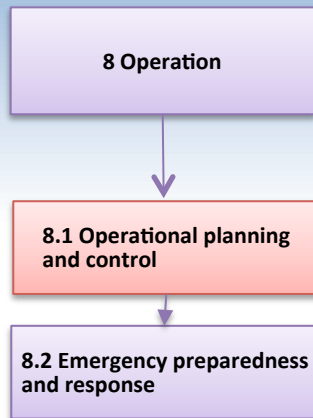 8 Operation
8.1 Operational planning
and control
8.2 Emergency preparedness
and response